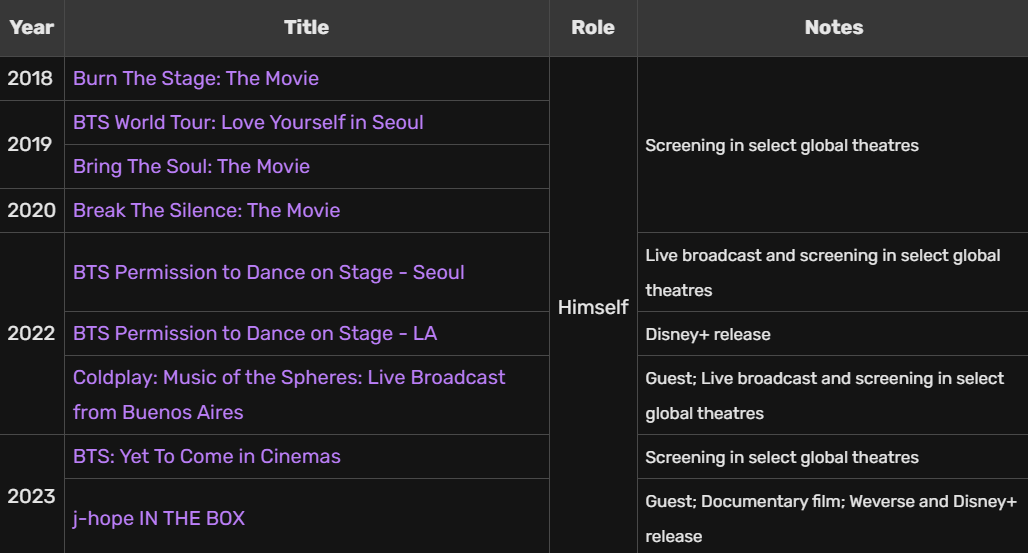 Year Title Role Notes
2018 Burn The Stage: The Movie
BTS World Tour: Love Yourself in Seoul
2019
Screening in select global theatres
Bring The Soul: The Movie
2020 Break The Silence: The Movie
Live broadcast and screening in select global
BTS Permission to Dance on Stage - Seoul
theatres
Himself
2022 BTS Permission to Dance on Stage - LA Disney+ release
Coldplay: Music of the Spheres: Live Broadcast Guest; Live broadcast and screening in select
from Buenos Aires global theatres
BTS: Yet To Come in Cinemas Screening in select global theatres
2023
Guest; Documentary film; Weverse and Disney+
j-hope IN THE BOX
release